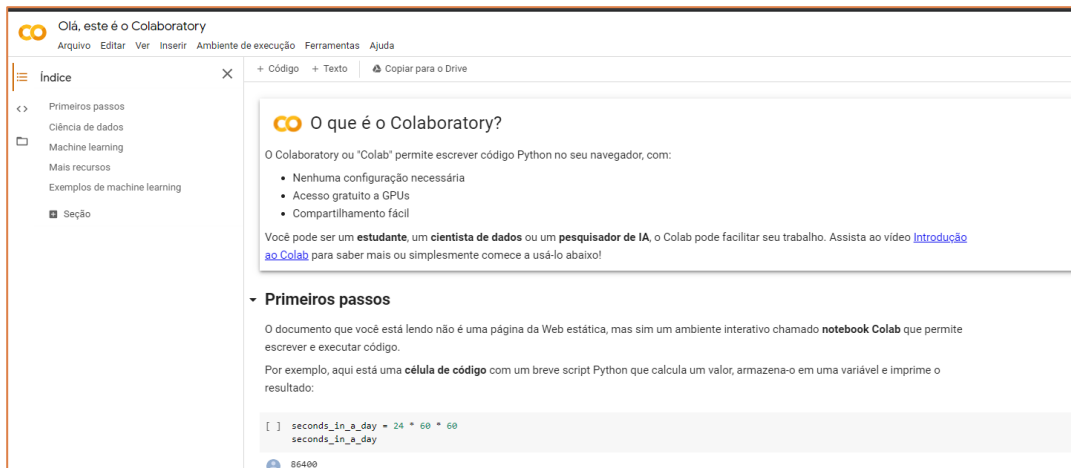 Olá, este é o Colaboratory
Arquivo Editar Ver Inserir Ambiente de execução Ferramentas Ajuda
Índice
Primeiros passos
Ciência de dados
Machine learning
Mais recursos
Exemplos de machine learning
Seção
+ Código + Texto Copiar para o Drive
O que é o Colaboratory?
O Colaboratory ou "Colab" permite escrever código Python no seu navegador, com:
• Nenhuma configuração necessária
• Acesso gratuito a GPUs
• Compartilhamento fácil
Você pode ser um estudante, um cientista de dados ou um pesquisador de IA, o Colab pode facilitar seu trabalho. Assista ao vídeo Introdução
ao Colab para saber mais ou simplesmente comece a usá-lo abaixo!
Primeiros passos
O documento que você está lendo não é uma página da Web estática, mas sim um ambiente interativo chamado notebook Colab que permite
escrever e executar código.
Por exemplo, aqui está uma célula de código com um breve script Python que calcula um valor, armazena-o em uma variável e imprime o
resultado:
[ ] seconds_in_a_day = 24 * 60 * 60
seconds_in_a_day
86400